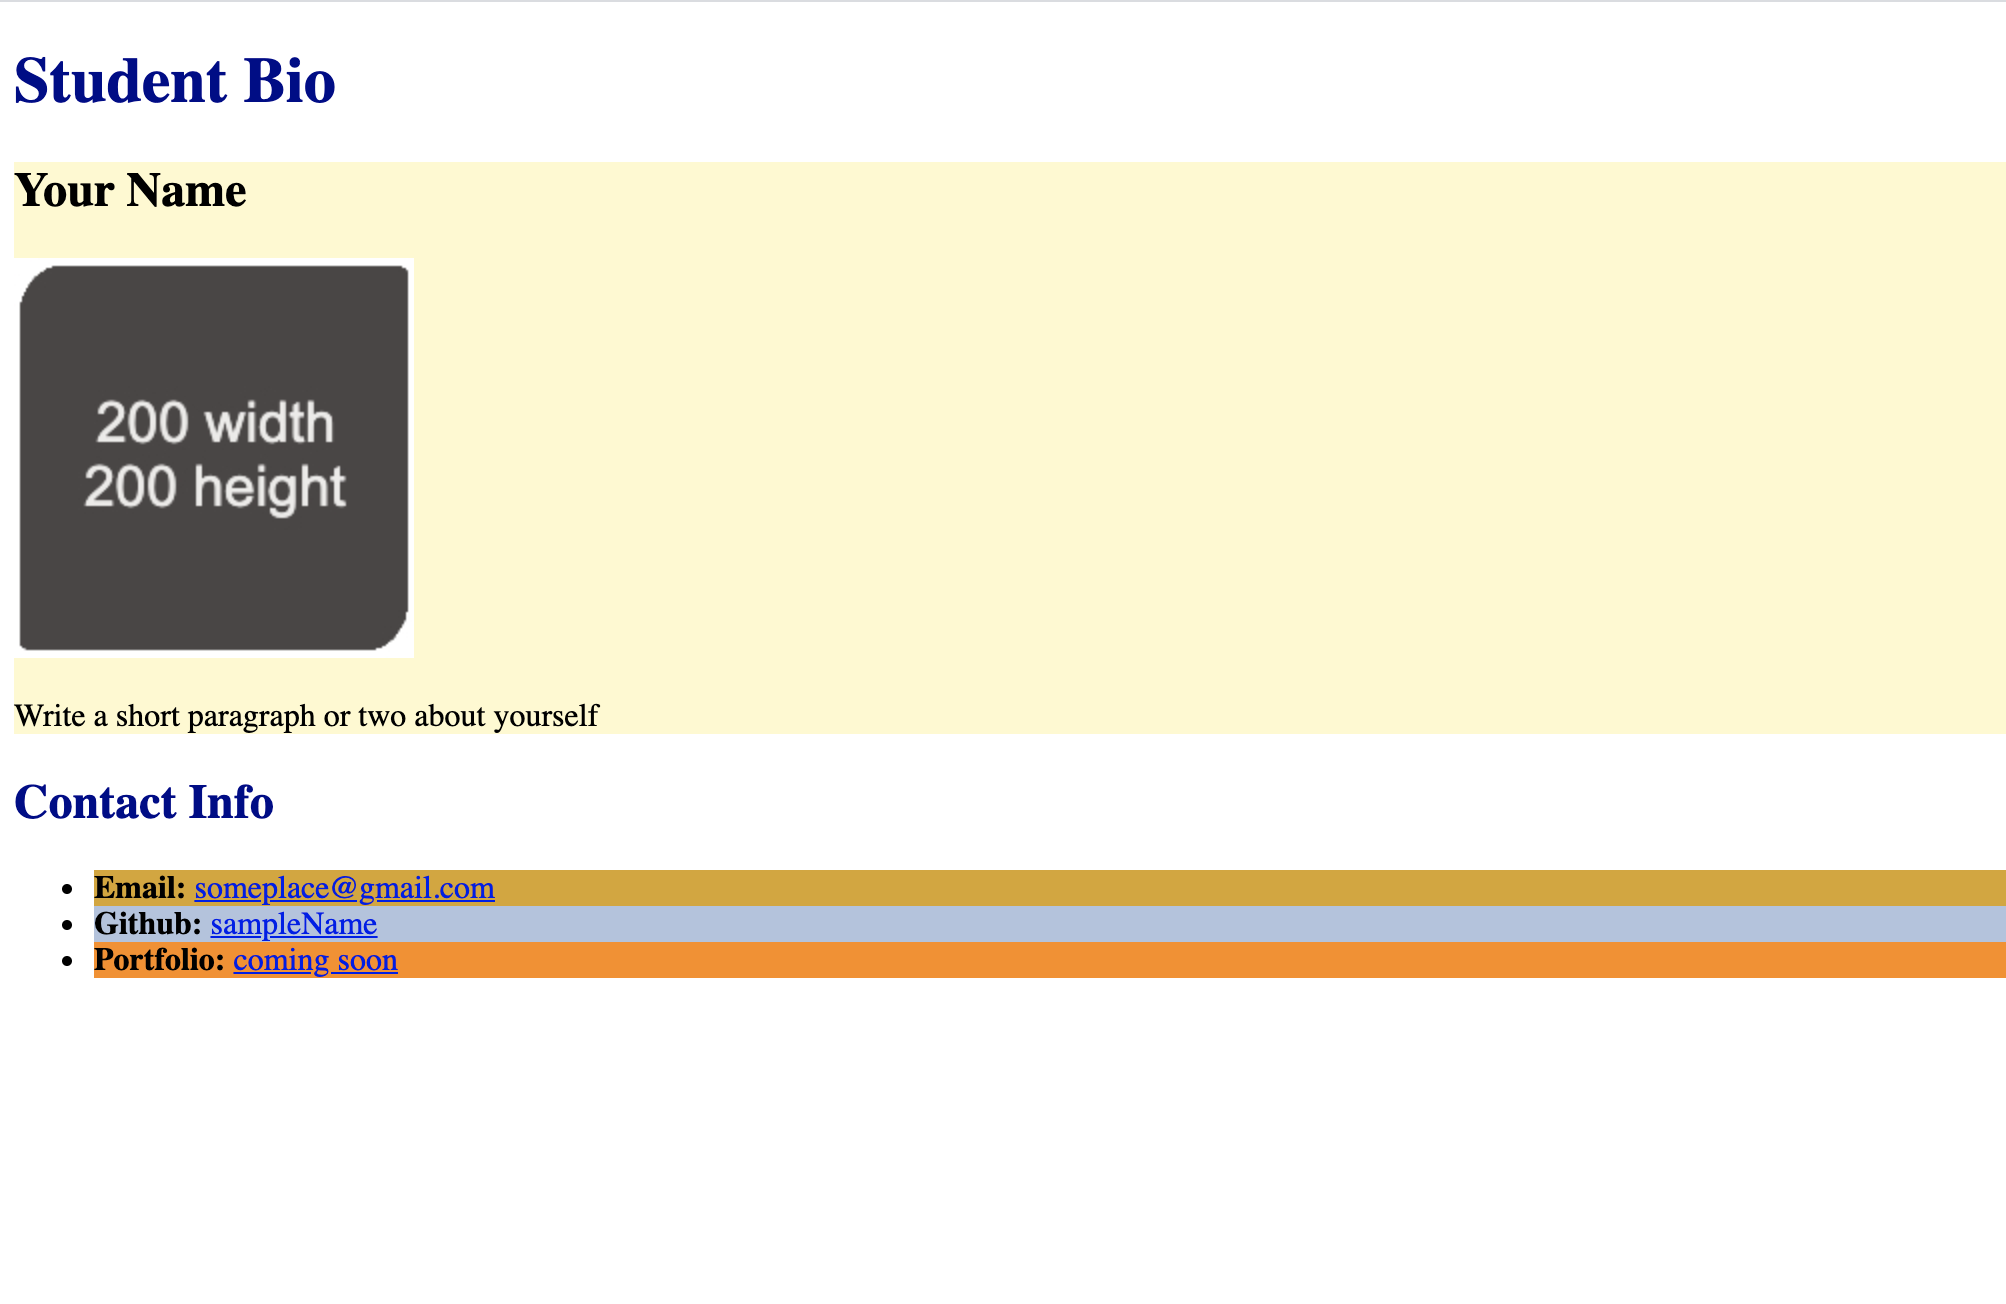 Student Bio
Your Name
200 width
200 height
Write a short paragraph or two about yourself
Contact Info
Email: someplace@gmail.com
Github: sampleName
Portfolio: coming soon